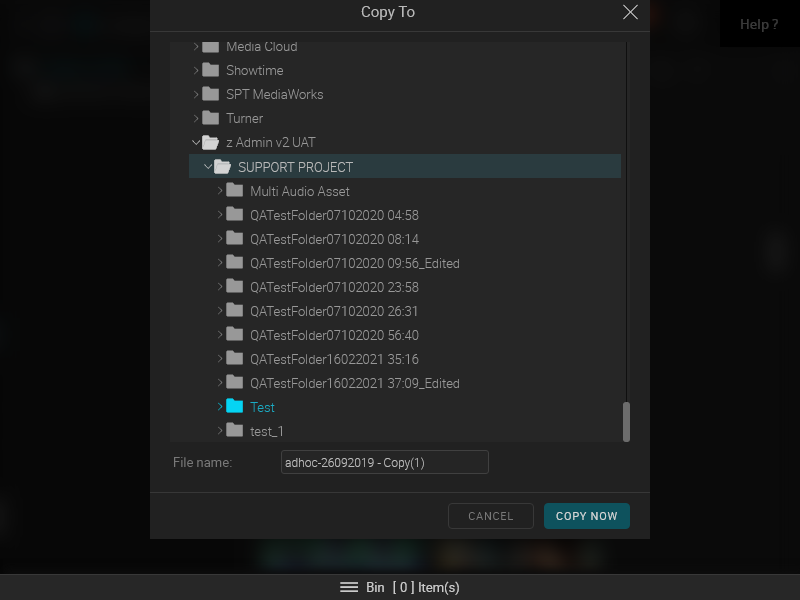 Copy To
Help ?
Media Cloud
Showtime
SPT MediaWorks
Turner
z Admin v2 UAT
SUPPORT PROJECT
Multi Audio Asset
QATestFolder07102020 04:58
QATestFolder07102020 08:14
QATestFolder07102020 09:56_Edited
QATestFolder07102020 23:58
QATestFolder07102020 26:31
QATestFolder07102020 56:40
QATestFolder16022021 35:16
QATestFolder16022021 37:09_Edited
Test
test_1
File name: adhoc-26092019 - Copy(1)
CANCEL COPY NOW
Bin [ 0 ] Item(s)